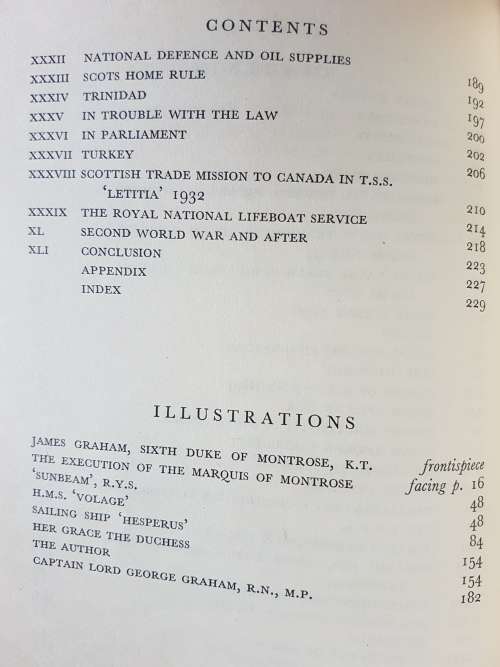 CONTENTS
XXXII NATIONAL DEFENCE AND OIL SUPPLIES 189
XXXIII SCOTS HOME RULE 192
XXXIV TRINIDAD 197
XXXV IN TROUBLE WITH THE LAW 200
XXXVI IN PARLIAMENT 202
XXXVII TURKEY 206
XXXVIII SCOTTISH TRADE MISSION TO CANADA IN T.S.S.
‘LETITIA’ 1932 210
XXXIX THE ROYAL NATIONAL LIFEBOAT SERVICE 214
XL SECOND WORLD WAR AND AFTER 218
XLI CONCLUSION 223
APPENDIX 227
INDEX 229
ILLUSTRATIONS
JAMES GRAHAM, SIXTH DUKE OF MONTROSE, K.T. frontispiece
THE EXECUTION OF THE MARQUIS OF MONTROSE facing p. 16
‘SUNBEAM’, R.Y.S. 48
H.M.S. ‘VOLAGE’ 48
SAILING SHIP ‘HESPERUS’ 84
HER GRACE THE DUCHESS 154
THE AUTHOR 154
CAPTAIN LORD GEORGE GRAHAM, R.N., M.P. 182